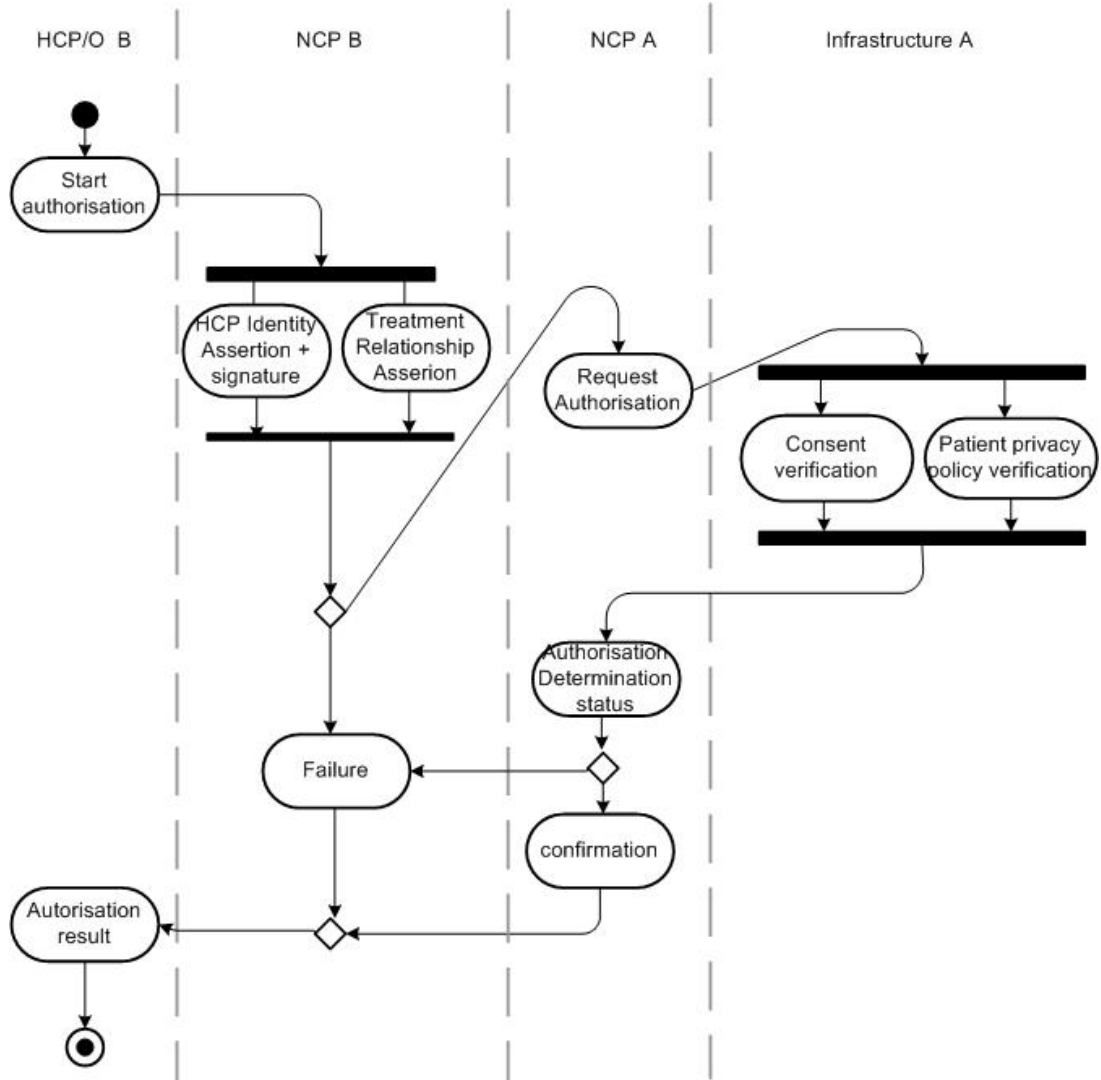 HCP/O B
NCP B
NCP A
Infrastructure A
Start
authorisation
HCP Identity
Assertion +
signature
Treatment
Relationship
Asserion
Request
Authorisation
Consent
verification
Patient privacy
policy verification
Authorisation
Determination
status
Failure
confirmation
Autorisation
result